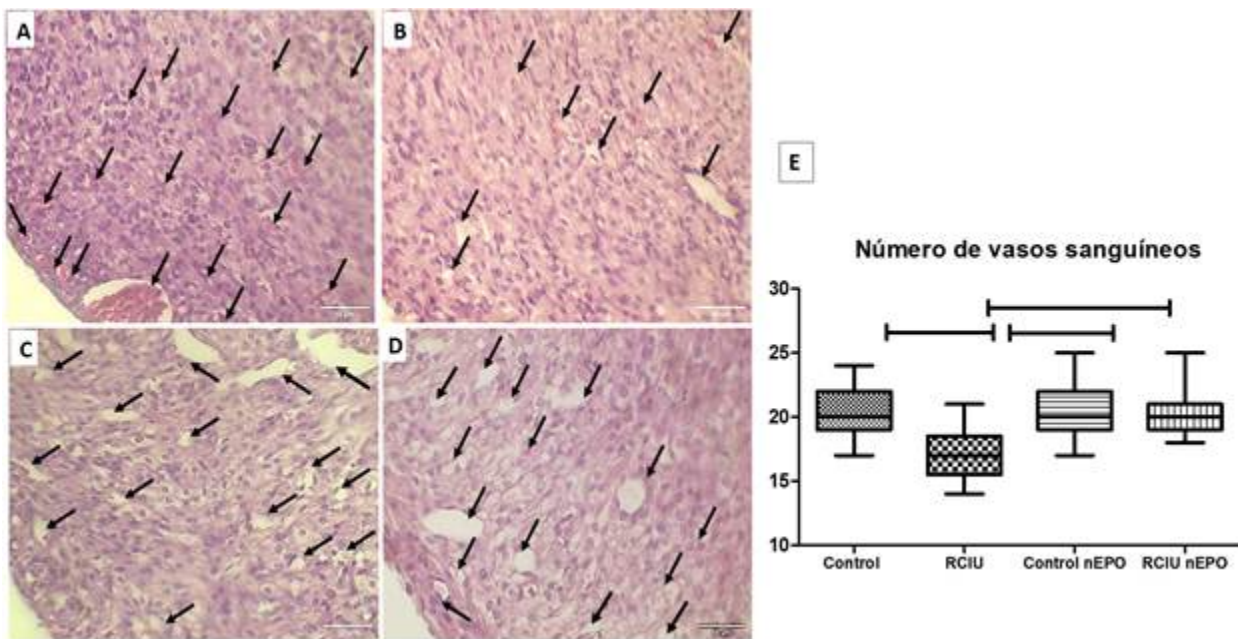 A
B
C
D
E
Número de vasos sanguíneos
30
25
20
15
10
Control
RCIU
Control nEPO
RCIU nEPO